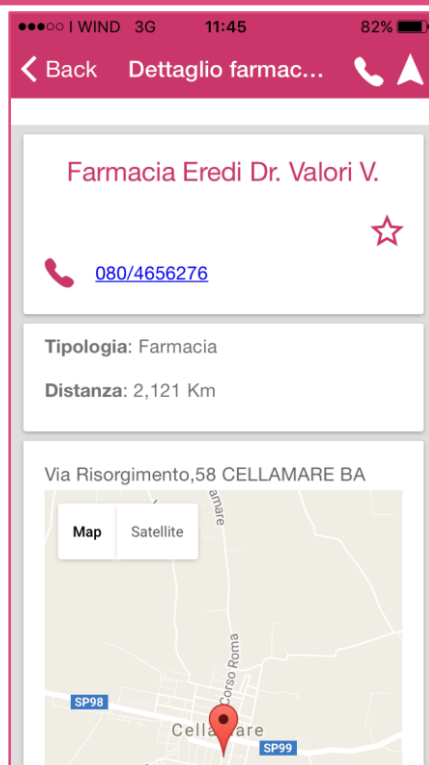 I WIND 3G 11:45 82%
Back Dettaglio farmac...
Farmacia Eredi Dr. Valori V.
080/4656276
Tipologia: Farmacia
Distanza: 2,121 Km
Via Risorgimento,58 CELLAMARE BA
Map Satellite
amare
Corso Roma
SP98
Cellamare
SP99